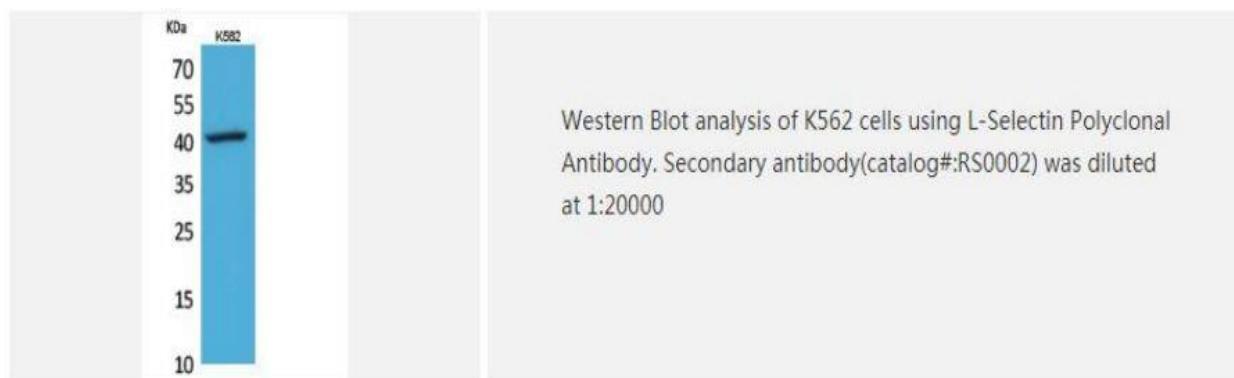 KDa
K582
70
55
40
35
25
15
10
Western Blot analysis of K562 cells using L-Selectin Polyclonal
Antibody. Secondary antibody(catalog#:RS0002) was diluted
at 1:20000